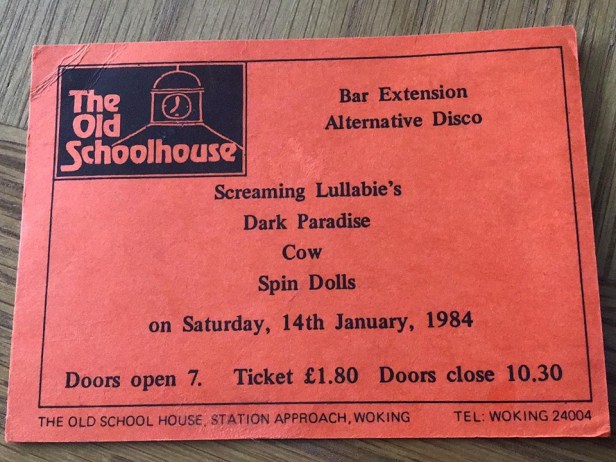 The
Old
Schoolhouse
Bar Extension
Alternative Disco
Screaming Lullabie's
Dark Paradise
Cow
Spin Dolls
on Saturday, 14th January, 1984
Doors open 7. Ticket £1.80 Doors close 10.30
THE OLD SCHOOL HOUSE, STATION APPROACH, WOKING TEL: WOKING 24004